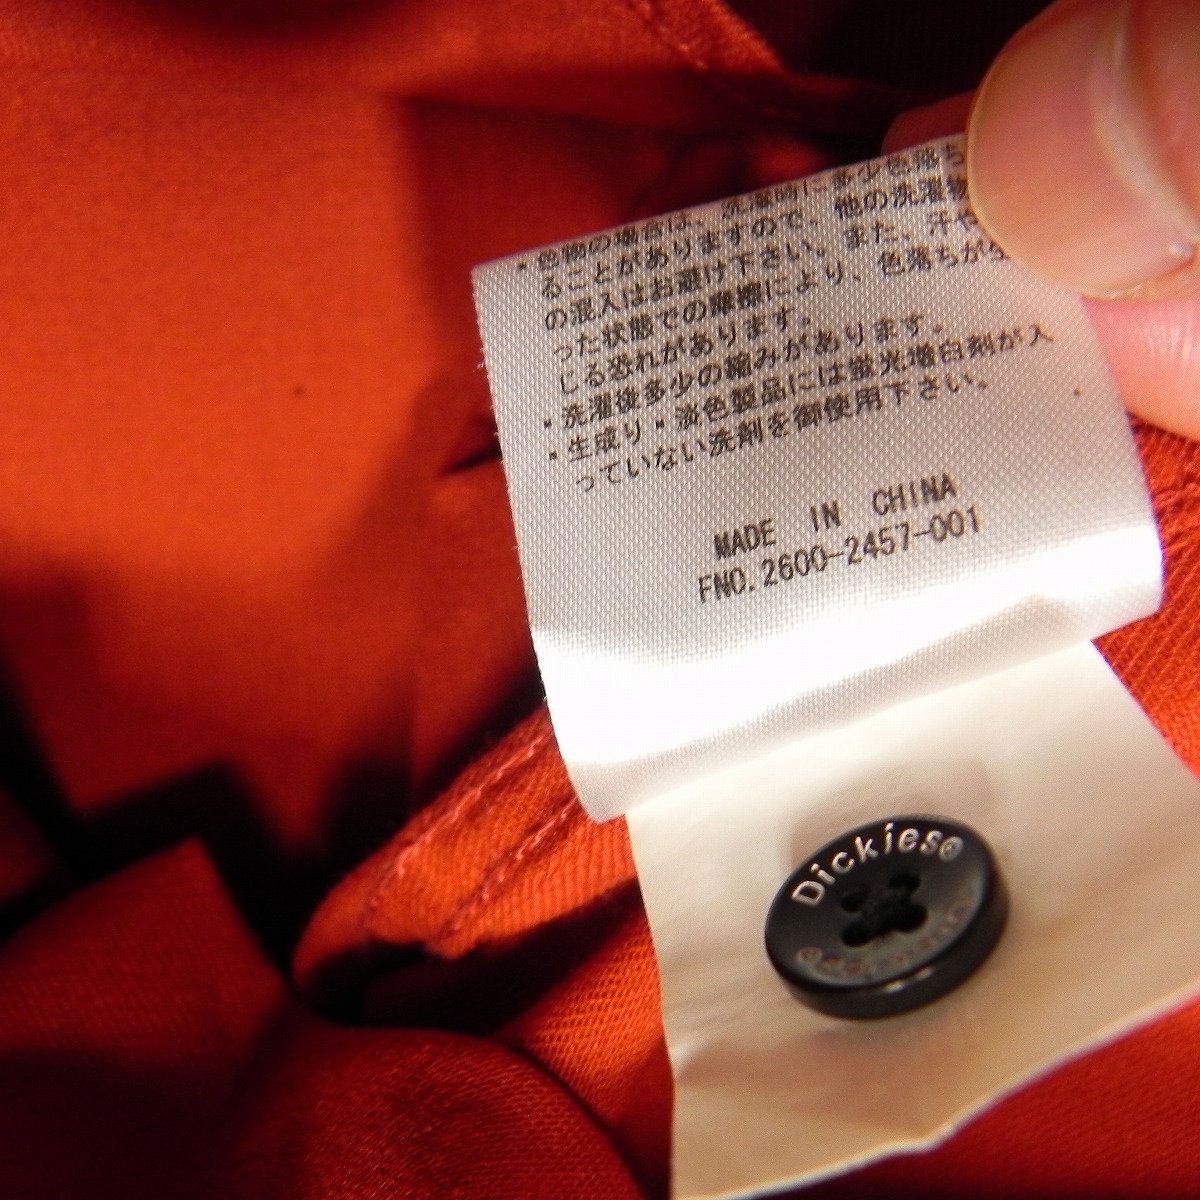 ・色物の場合は、洗濯時に多少色落ち
ることがありますので、他の洗濯物
の混入はお避け下さい。また、汗や
った状態での摩擦により、色落ちが生
じる恐れがあります。
・洗濯後多少の縮みがあります。
・生成り・淡色製品には蛍光増白剤が入
っていない洗剤を御使用下さい。
MADE IN CHINA
FNO.2600-2457-001
Dickies®